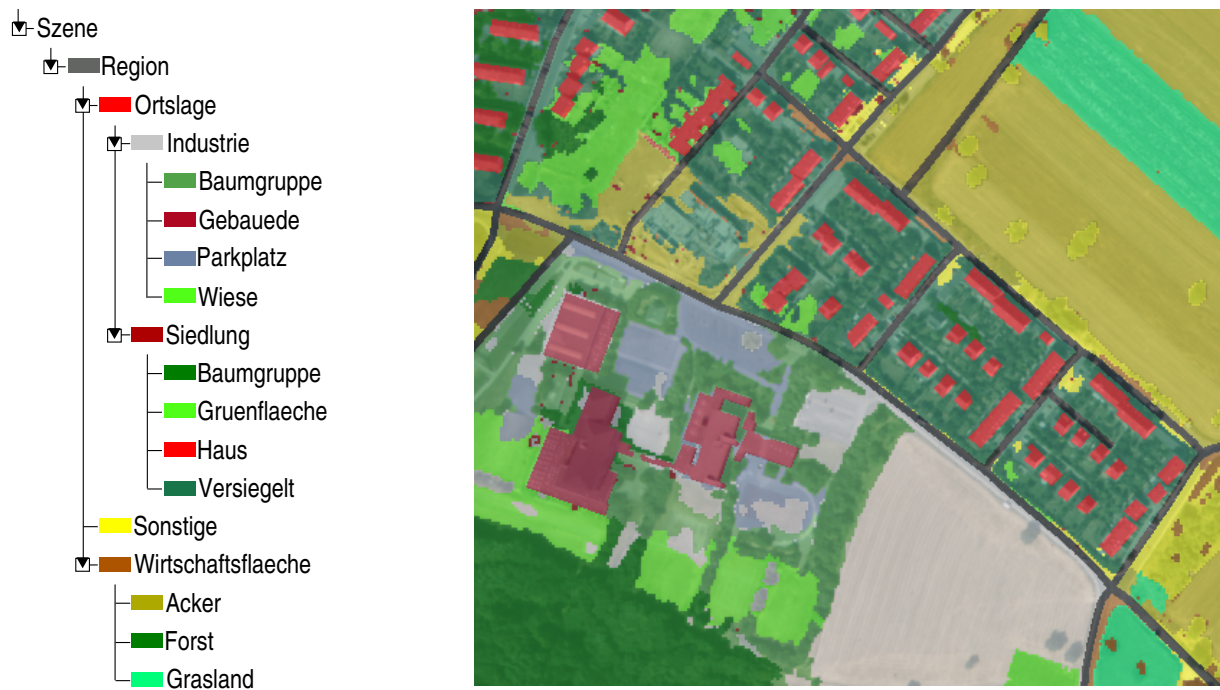 Szene
Region
Ortslage
Industrie
Baumgruppe
Gebauede
Parkplatz
Wiese
Siedlung
Baumgruppe
Gruenflaeche
Haus
Versiegelt
Sonstige
Wirtschaftsflaeche
Acker
Forst
Grasland